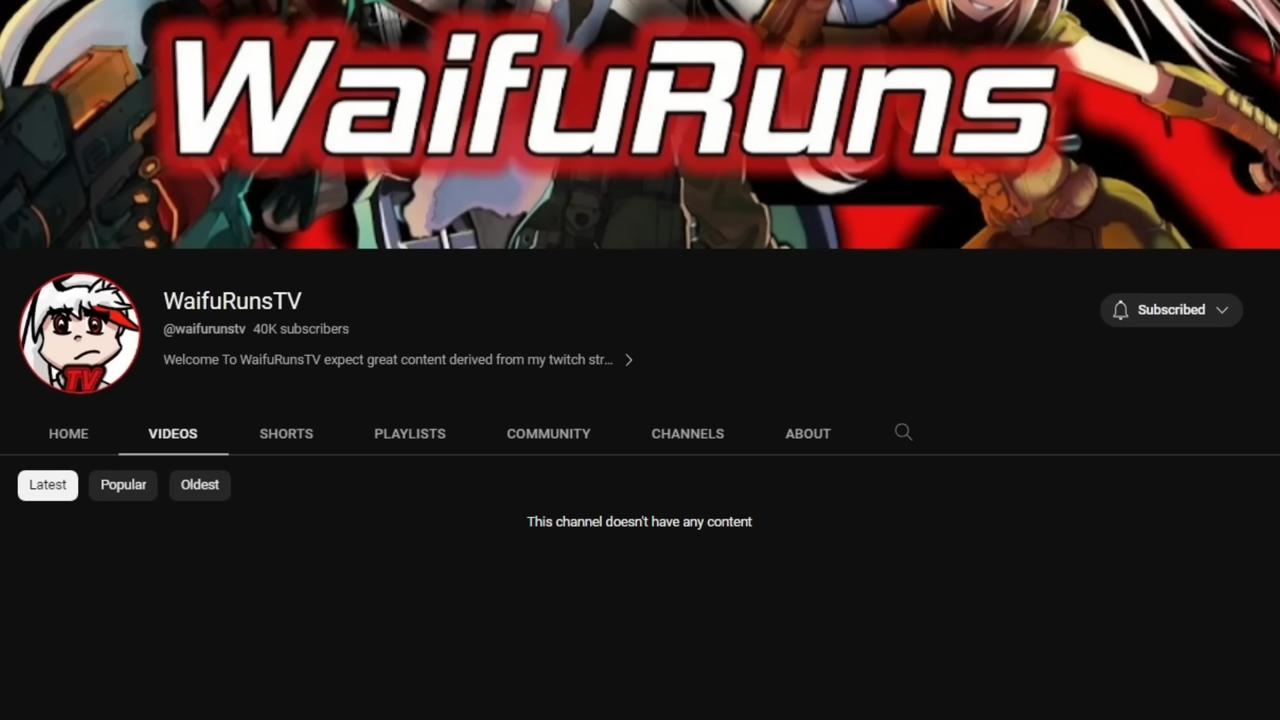 WaifuRuns
TV
WaifuRunsTV
@waifurunstv 40K subscribers
Subscribed
Welcome To WaifuRunsTV expect great content derived from my twitch str...
HOME VIDEOS SHORTS PLAYLISTS COMMUNITY CHANNELS ABOUT
Latest Popular Oldest
This channel doesn't have any content